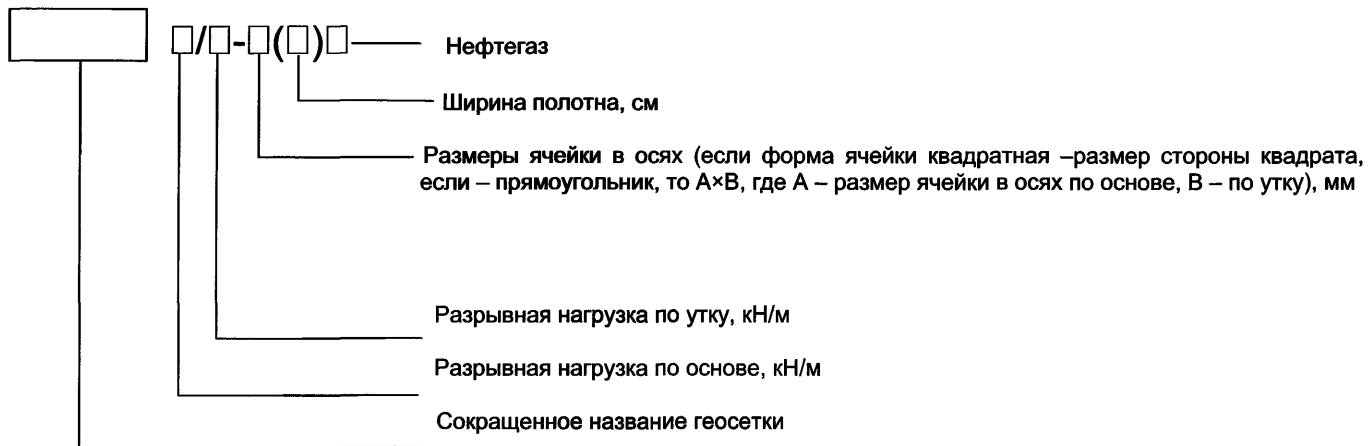 □/□-□(□)□
Нефтегаз
Ширина полотна, см
Размеры ячейки в осях (если форма ячейки квадратная –размер стороны квадрата,
если – прямоугольник, то А×В, где А – размер ячейки в осях по основе, В – по утку), мм
Разрывная нагрузка по утку, кН/м
Разрывная нагрузка по основе, кН/м
Сокращенное название геосетки